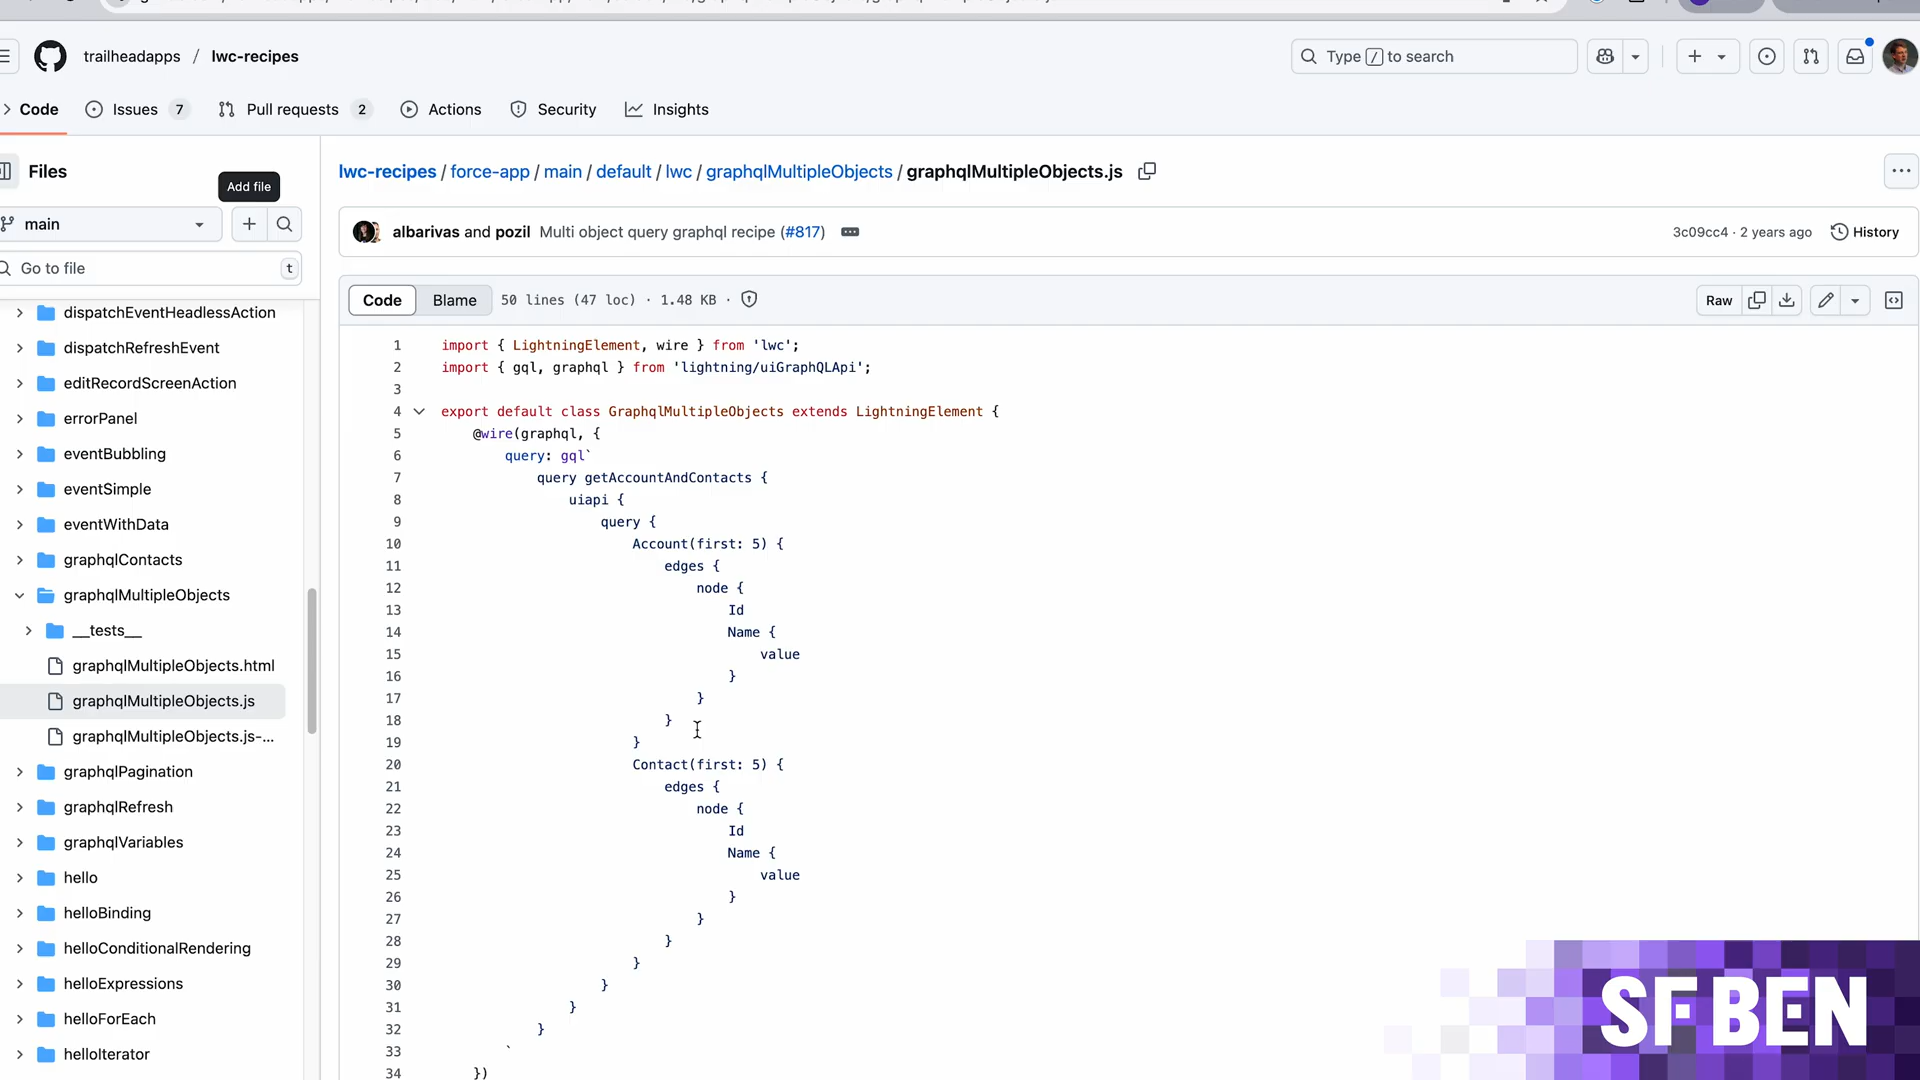 trailheadapps / lwc-recipes
Type / to search
Code
Issues 7
Pull requests 2
Actions
Security
Insights
Files
Add file
main
Go to file
t
dispatchEventHeadlessAction
dispatchRefreshEvent
editRecordScreenAction
errorPanel
eventBubbling
eventSimple
eventWithData
graphqlContacts
graphqlMultipleObjects
__tests__
graphqlMultipleObjects.html
graphqlMultipleObjects.js
graphqlMultipleObjects.js-...
graphqlPagination
graphqlRefresh
graphqlVariables
hello
helloBinding
helloConditionalRendering
helloExpressions
helloForEach
helloIterator
lwc-recipes / force-app / main / default / lwc / graphqlMultipleObjects / graphqlMultipleObjects.js
albarivas and pozil Multi object query graphql recipe (#817)
3c09cc4 · 2 years ago
History
Code
Blame
50 lines (47 loc) · 1.48 KB ·
Raw
1 import { LightningElement, wire } from 'lwc';
2 import { gql, graphql } from 'lightning/uiGraphQLApi';
3
4 export default class GraphqlMultipleObjects extends LightningElement {
5 @wire(graphql, {
6 query: gql`
7 query getAccountAndContacts {
8 uiapi {
9 query {
10 Account(first: 5) {
11 edges {
12 node {
13 Id
14 Name {
15 value
16 }
17 }
18 }
19 }
20 Contact(first: 5) {
21 edges {
22 node {
23 Id
24 Name {
25 value
26 }
27 }
28 }
29 }
30 }
31 }
32 }
33 `
34 })
SF BEN